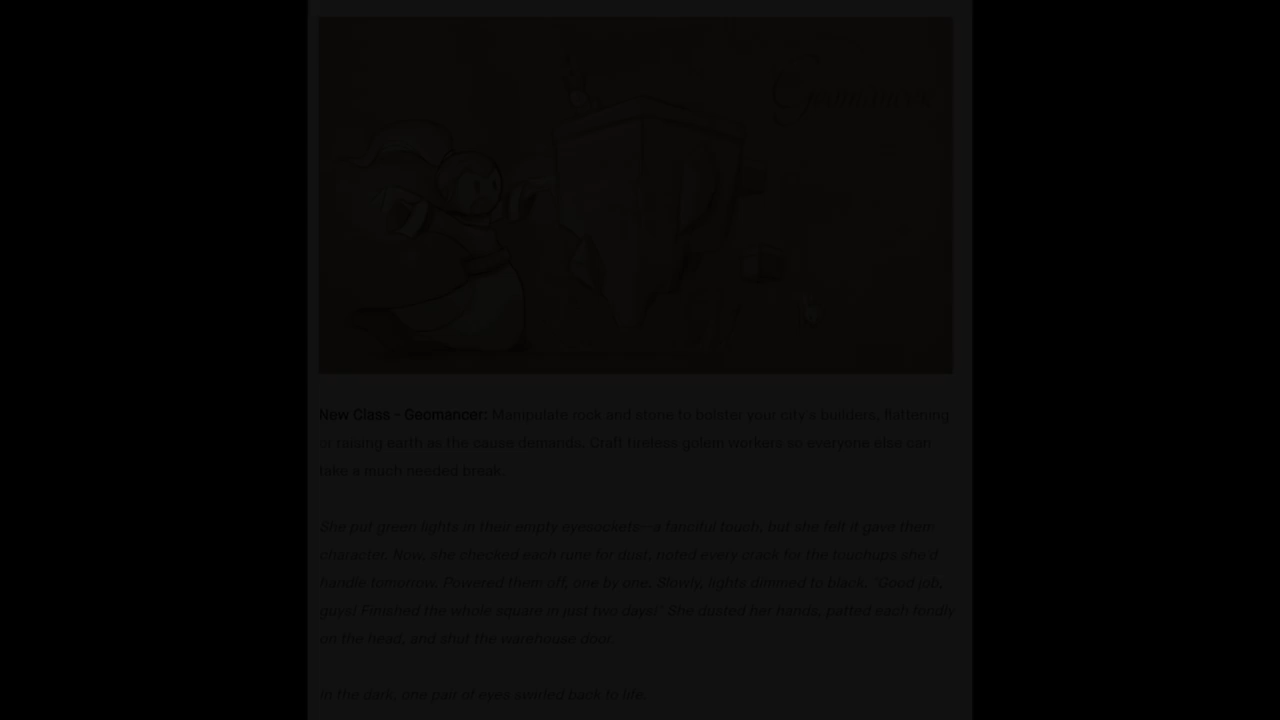 New Class - Geomancer: Manipulate rock and stone to bolster your city's builders, flattening
or raising earth as the cause demands. Craft tireless golem workers so everyone else can
take a much needed break.
She put green lights in their empty eyesockets—a fanciful touch, but she felt it gave them
character. Now, she checked each rune for dust, noted every crack for the touchups she'd
handle tomorrow. Powered them off, one by one. Slowly, lights dimmed to black. "Good job,
guys! Finished the whole square in just two days!" She dusted her hands, patted each fondly
on the head, and shut the warehouse door.
In the dark, one pair of eyes swirled back to life.